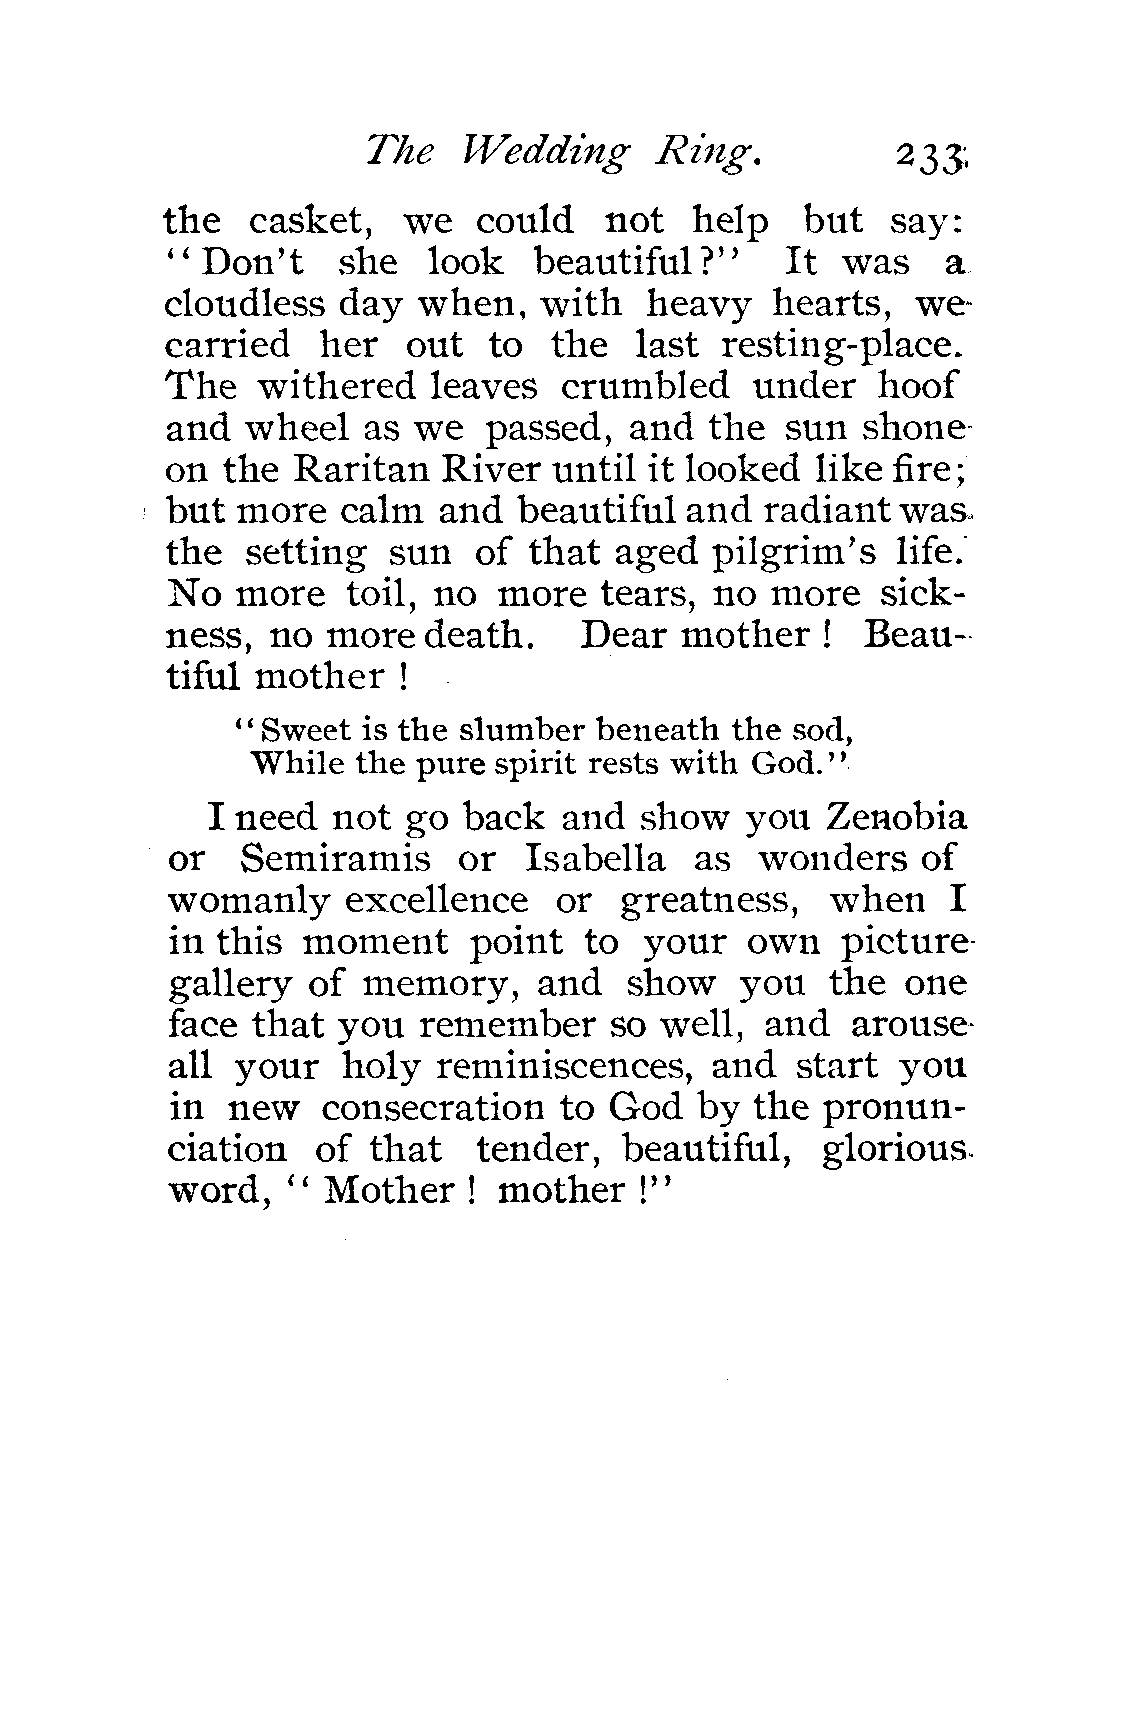 The Wedding Ring. 233
the casket, we could not help but say:
"Don't she look beautiful?" It was a
cloudless day when, with heavy hearts, we
carried her out to the last resting-place.
The withered leaves crumbled under hoof
and wheel as we passed, and the sun shone
on the Raritan River until it looked like fire;
but more calm and beautiful and radiant was
the setting sun of that aged pilgrim's life.
No more toil, no more tears, no more sick-
ness, no more death. Dear mother! Beau-
tiful mother!
"Sweet is the slumber beneath the sod,
While the pure spirit rests with God."
I need not go back and show you Zenobia
or Semiramis or Isabella as wonders of
womanly excellence or greatness, when I
in this moment point to your own picture-
gallery of memory, and show you the one
face that you remember so well, and arouse
all your holy reminiscences, and start you
in new consecration to God by the pronun-
ciation of that tender, beautiful, glorious
word, "Mother! mother!"